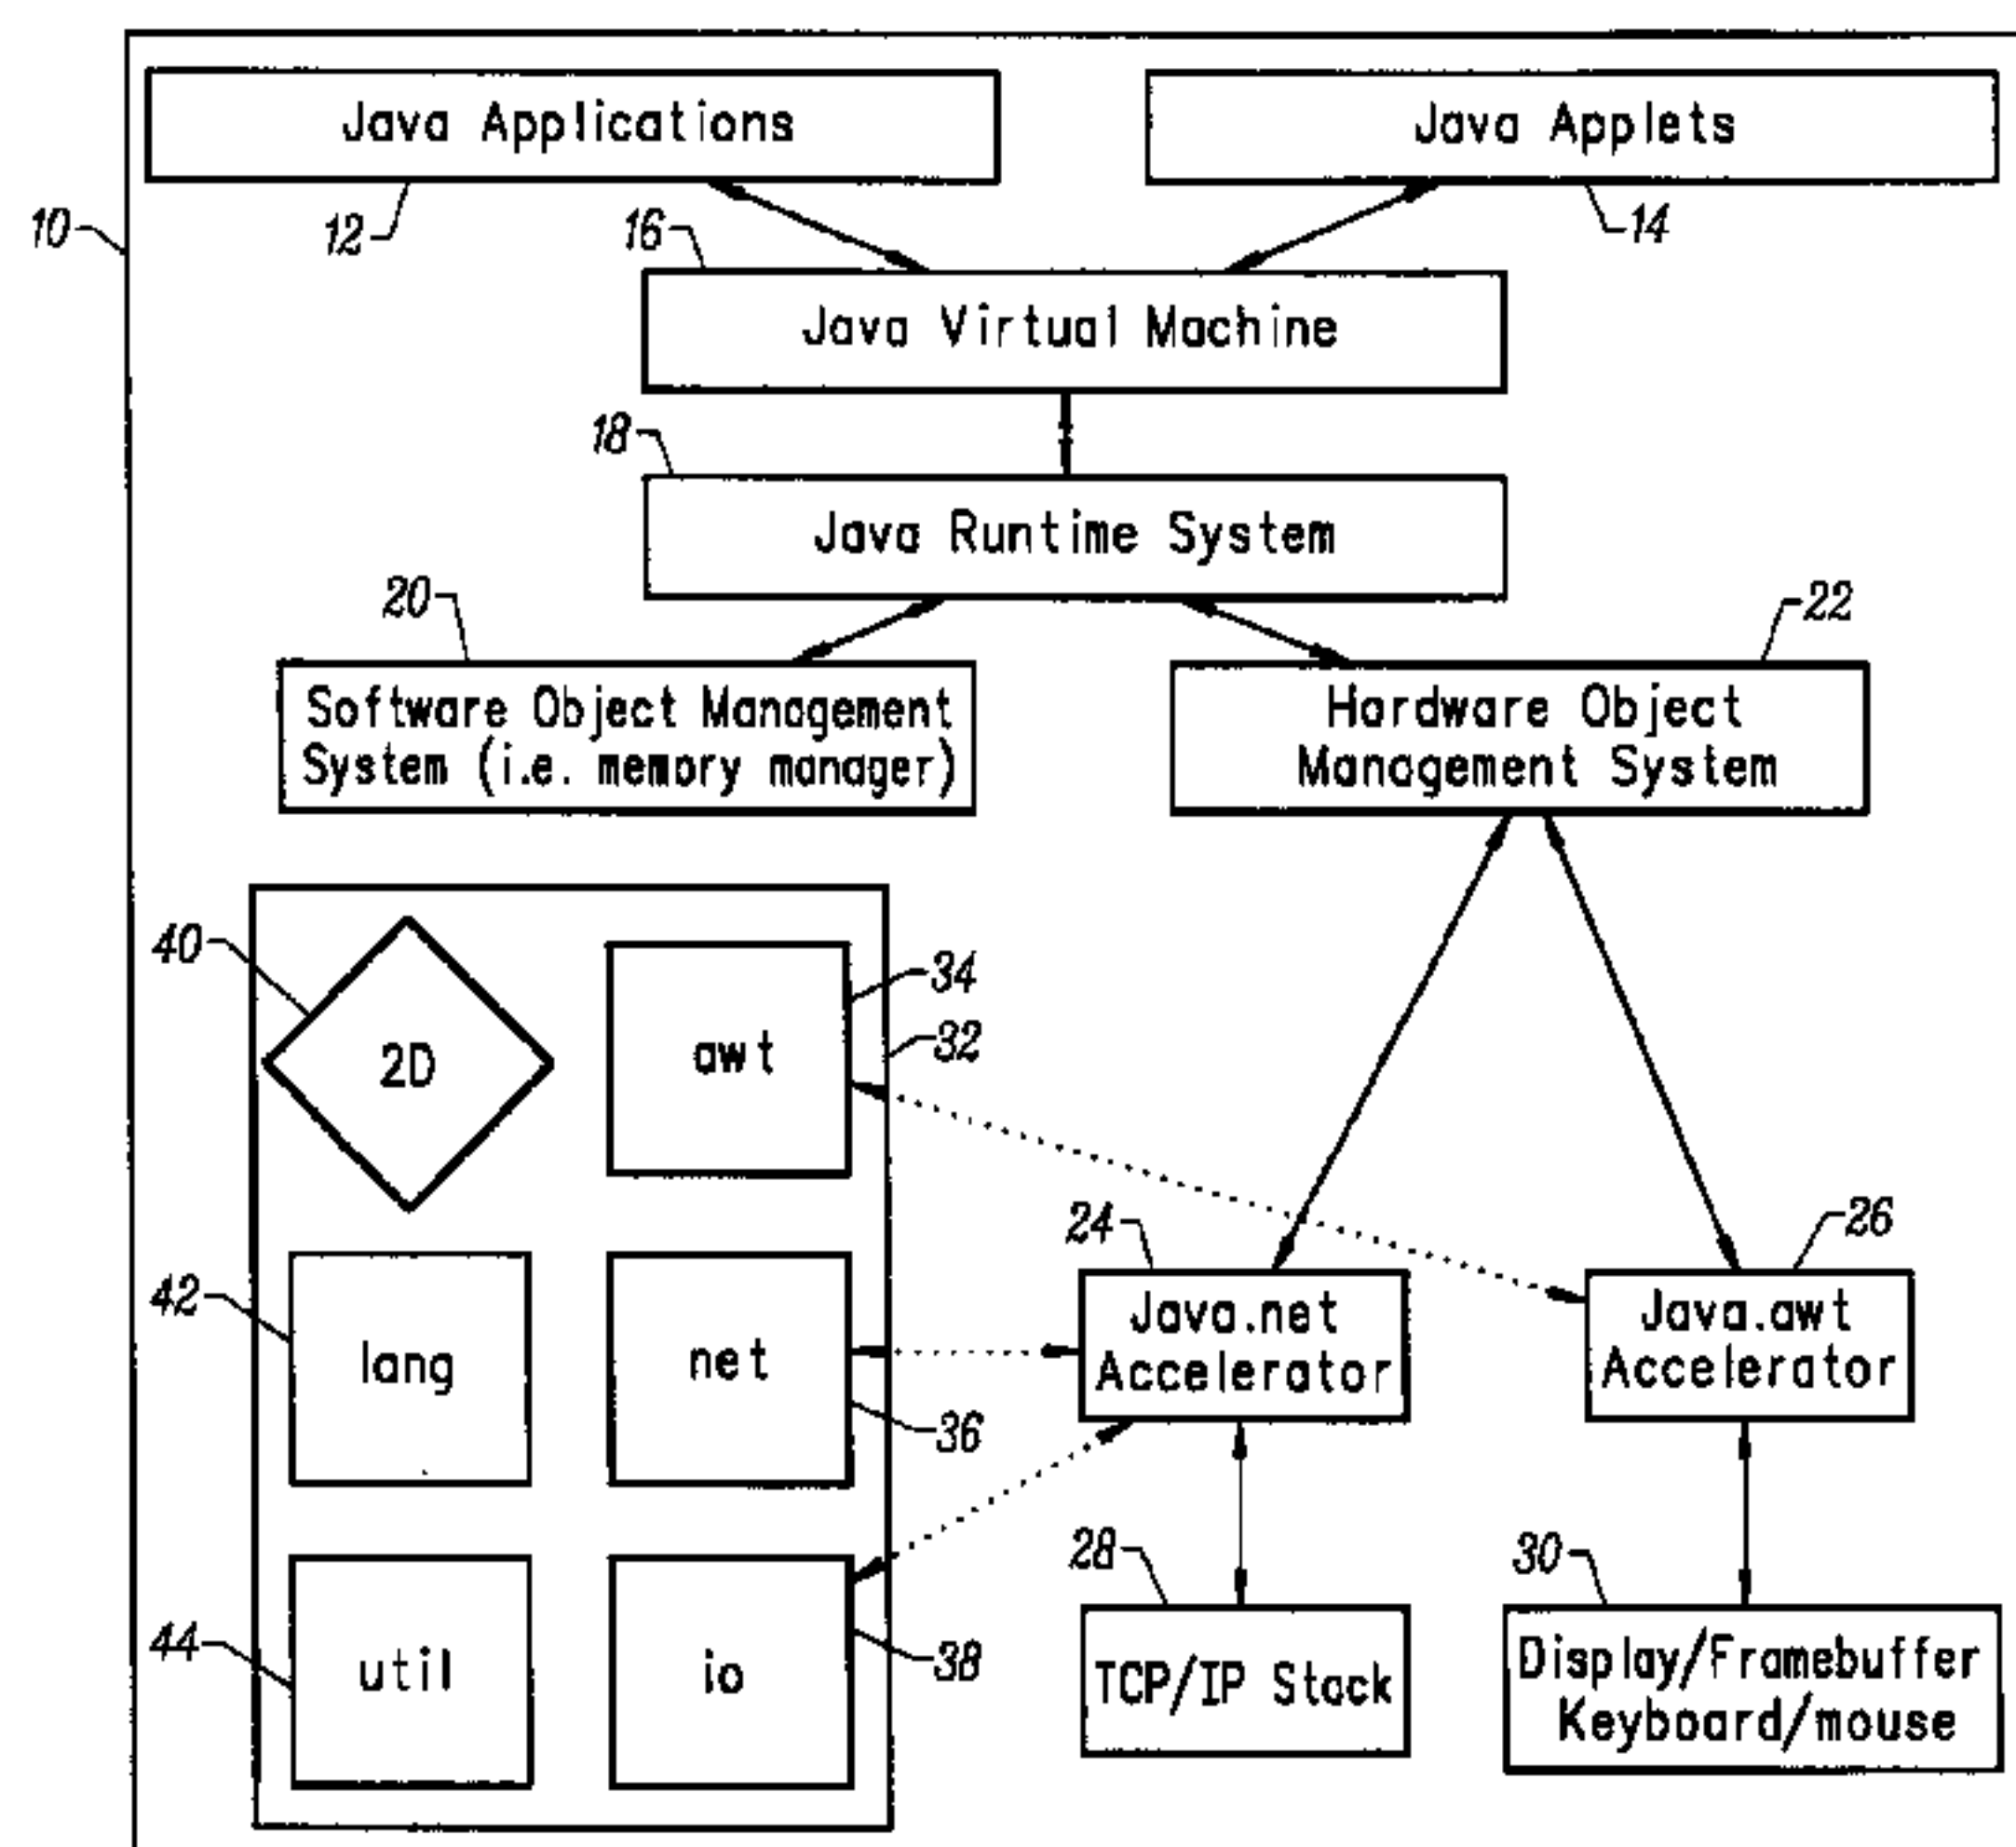 Java Applications
Java Applets
10
12
16
14
Java Virtual Machine
18
Java Runtime System
20
22
Software Object Management
System (i.e. memory manager)
Hardware Object
Management System
40
34
2D
awt
32
24
26
42
lang
net
Java.net
Accelerator
Java.awt
Accelerator
36
28
30
44
util
io
38
TCP/IP Stack
Display/Framebuffer
Keyboard/mouse